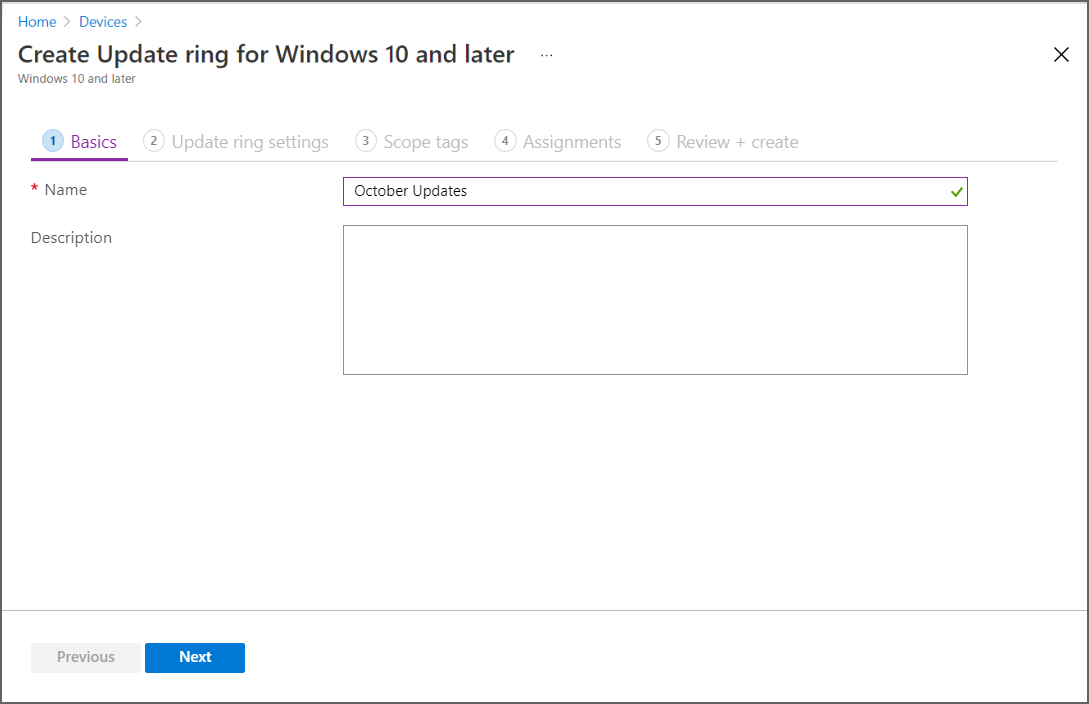 Home > Devices >
Create Update ring for Windows 10 and later ...
Windows 10 and later
1 Basics 2 Update ring settings 3 Scope tags 4 Assignments 5 Review + create
* Name October Updates
Description
Previous Next